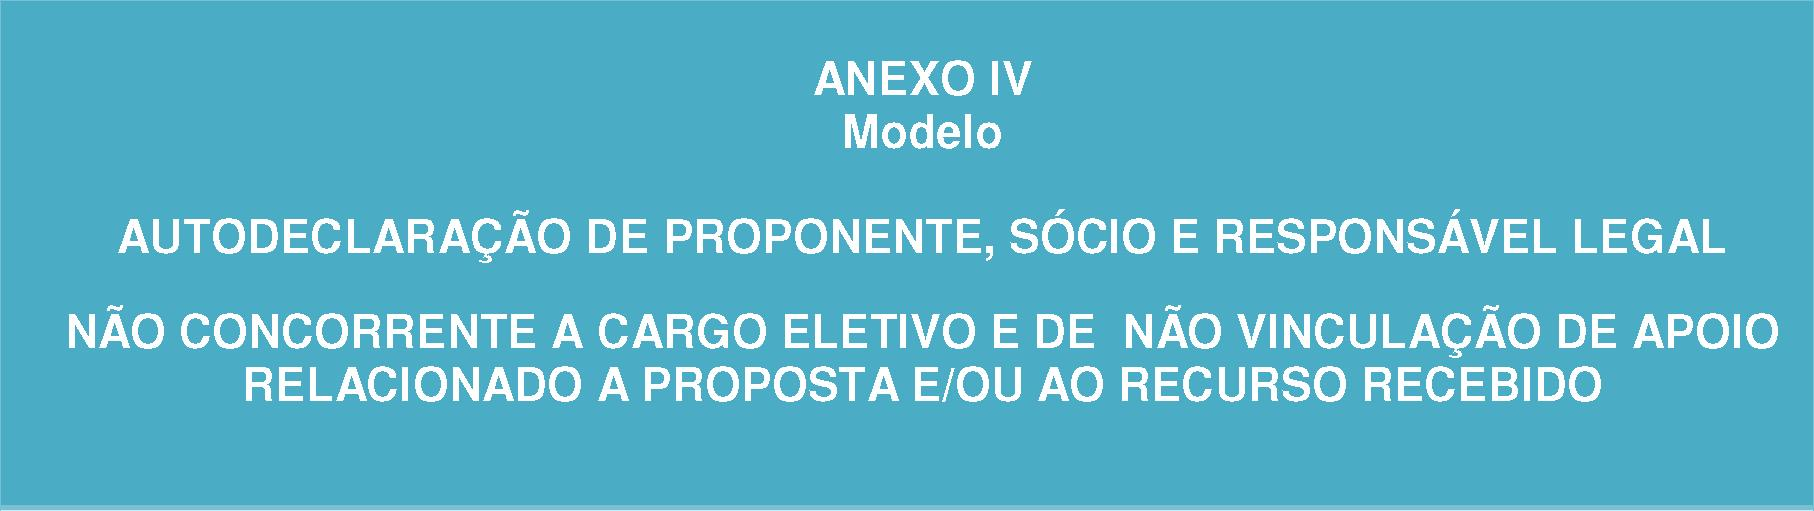 ANEXO IV
Modelo
AUTODECLARAÇÃO DE PROPONENTE, SÓCIO E RESPONSÁVEL LEGAL
NÃO CONCORRENTE A CARGO ELETIVO E DE  NÃO VINCULAÇÃO DE APOIO
RELACIONADO A PROPOSTA E/OU AO RECURSO RECEBIDO